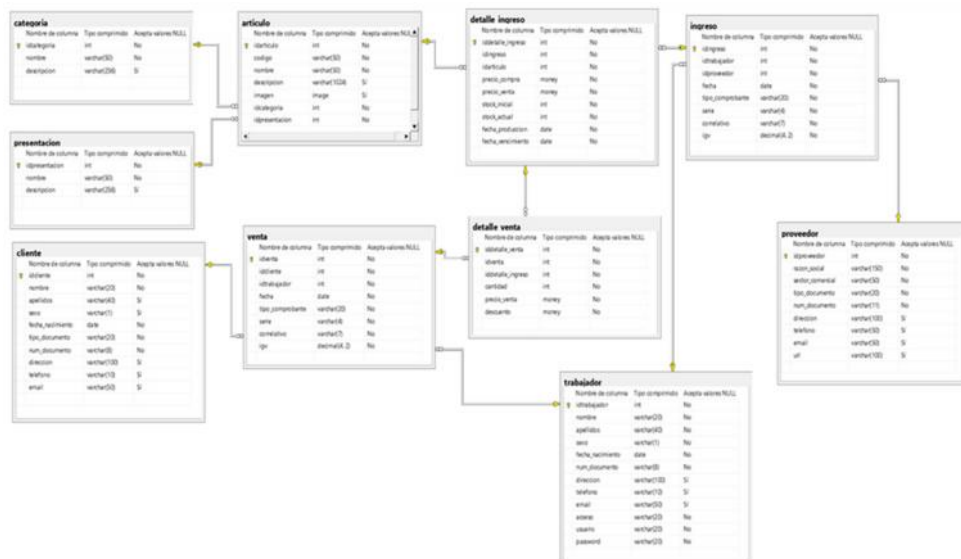 categoria
Nombre de columna Tipo comprimido Acepta valores NULL
idcategoria int No
nombre varchar(50) No
descripcion varchar(256) Sí
articulo
Nombre de columna Tipo comprimido Acepta valores NULL
idarticulo int No
codigo varchar(50) No
nombre varchar(50) No
descripcion varchar(1024) Sí
imagen image Sí
idcategoria int No
idpresentacion int No
detalle_ingreso
Nombre de columna Tipo comprimido Acepta valores NULL
iddetalle_ingreso int No
idingreso int No
idarticulo int No
precio_compra money No
precio_venta money No
stock_inicial int No
stock_actual int No
fecha_produccion date No
fecha_vencimiento date No
ingreso
Nombre de columna Tipo comprimido Acepta valores NULL
idingreso int No
idtrabajador int No
idproveedor int No
fecha date No
tipo_comprobante varchar(20) No
serie varchar(4) No
correlativo varchar(7) No
igv decimal(4, 2) No
presentacion
Nombre de columna Tipo comprimido Acepta valores NULL
idpresentacion int No
nombre varchar(50) No
descripcion varchar(256) Sí
cliente
Nombre de columna Tipo comprimido Acepta valores NULL
idcliente int No
nombre varchar(20) No
apellidos varchar(40) Sí
sexo varchar(1) Sí
fecha_nacimiento date No
tipo_documento varchar(20) No
num_documento varchar(8) No
direccion varchar(100) Sí
telefono varchar(10) Sí
email varchar(50) Sí
venta
Nombre de columna Tipo comprimido Acepta valores NULL
idventa int No
idcliente int No
idtrabajador int No
fecha date No
tipo_comprobante varchar(20) No
serie varchar(4) No
correlativo varchar(7) No
igv decimal(4, 2) No
detalle_venta
Nombre de columna Tipo comprimido Acepta valores NULL
iddetalle_venta int No
idventa int No
iddetalle_ingreso int No
cantidad int No
precio_venta money No
descuento money No
proveedor
Nombre de columna Tipo comprimido Acepta valores NULL
idproveedor int No
razon_social varchar(150) No
sector_comercial varchar(50) No
tipo_documento varchar(20) No
num_documento varchar(11) No
direccion varchar(100) Sí
telefono varchar(50) Sí
email varchar(50) Sí
url varchar(100) Sí
trabajador
Nombre de columna Tipo comprimido Acepta valores NULL
idtrabajador int No
nombre varchar(20) No
apellidos varchar(40) No
sexo varchar(1) No
fecha_nacimiento date No
num_documento varchar(8) No
direccion varchar(100) Sí
telefono varchar(10) Sí
email varchar(50) Sí
acceso varchar(20) No
usuario varchar(20) No
password varchar(20) No